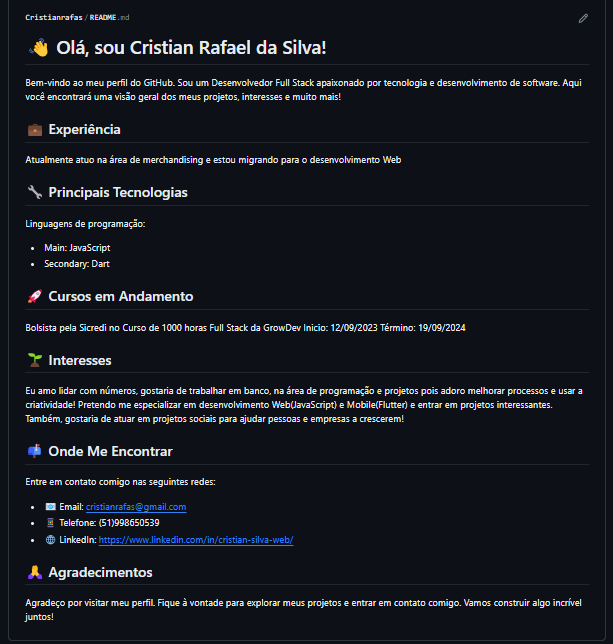 Cristianrafas/README.md
👋 Olá, sou Cristian Rafael da Silva!
Bem-vindo ao meu perfil do GitHub. Sou um Desenvolvedor Full Stack apaixonado por tecnologia e desenvolvimento de software. Aqui
você encontrará uma visão geral dos meus projetos, interesses e muito mais!
💼 Experiência
Atualmente atuo na área de merchandising e estou migrando para o desenvolvimento Web
🔧 Principais Tecnologias
Linguagens de programação:
• Main: JavaScript
• Secondary: Dart
🚀 Cursos em Andamento
Bolsista pela Sicredi no Curso de 1000 horas Full Stack da GrowDev Inicio: 12/09/2023 Término: 19/09/2024
🌱 Interesses
Eu amo lidar com números, gostaria de trabalhar em banco, na área de programação e projetos pois adoro melhorar processos e usar a
criatividade! Pretendo me especializar em desenvolvimento Web(JavaScript) e Mobile(Flutter) e entrar em projetos interessantes.
Também, gostaria de atuar em projetos sociais para ajudar pessoas e empresas a crescerem!
📫 Onde Me Encontrar
Entre em contato comigo nas seguintes redes:
• 📧 Email: cristianrafas@gmail.com
• 📱 Telefone: (51)998650539
• 🌐 LinkedIn: https://www.linkedin.com/in/cristian-silva-web/
🙏 Agradecimentos
Agradeço por visitar meu perfil. Fique à vontade para explorar meus projetos e entrar em contato comigo. Vamos construir algo incrível
juntos!